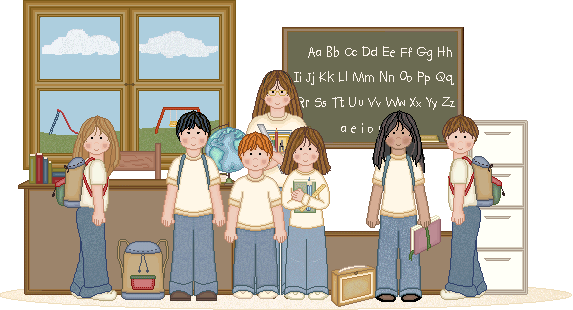 Aa Bb Cc Dd Ee Ff Gg Hh
Ii Jj Kk Ll Mm Nn Oo Pp Qq
Rr Ss Tt Uu Vv Ww Xx Yy Zz
a e i o